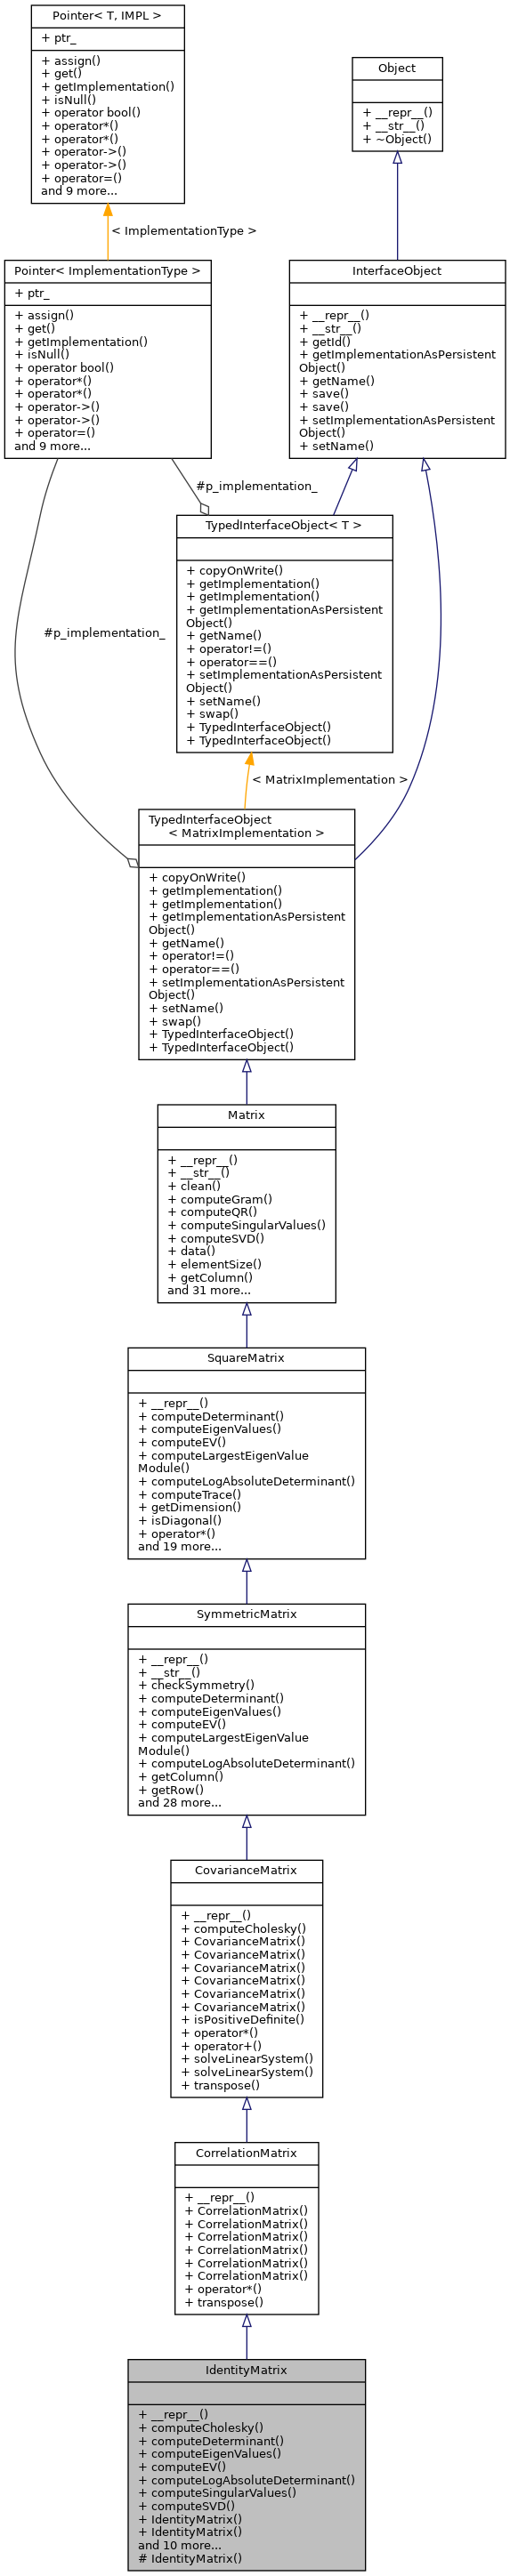 Pointer< T, IMPL >
+ ptr_
+ assign()
+ get()
+ getImplementation()
+ isNull()
+ operator bool()
+ operator*()
+ operator*()
+ operator->()
+ operator->()
+ operator=()
and 9 more...
Object
+ __repr__()
+ __str__()
+ ~Object()
< ImplementationType >
Pointer< ImplementationType >
+ ptr_
+ assign()
+ get()
+ getImplementation()
+ isNull()
+ operator bool()
+ operator*()
+ operator*()
+ operator->()
+ operator->()
+ operator=()
and 9 more...
InterfaceObject
+ __repr__()
+ __str__()
+ getId()
+ getImplementationAsPersistent
Object()
+ getName()
+ save()
+ save()
+ setImplementationAsPersistent
Object()
+ setName()
#p_implementation_
TypedInterfaceObject< T >
+ copyOnWrite()
+ getImplementation()
+ getImplementation()
+ getImplementationAsPersistent
Object()
+ getName()
+ operator!=()
+ operator==()
+ setImplementationAsPersistent
Object()
+ setName()
+ swap()
+ TypedInterfaceObject()
+ TypedInterfaceObject()
#p_implementation_
< MatrixImplementation >
TypedInterfaceObject
< MatrixImplementation >
+ copyOnWrite()
+ getImplementation()
+ getImplementation()
+ getImplementationAsPersistent
Object()
+ getName()
+ operator!=()
+ operator==()
+ setImplementationAsPersistent
Object()
+ setName()
+ swap()
+ TypedInterfaceObject()
+ TypedInterfaceObject()
Matrix
+ __repr__()
+ __str__()
+ clean()
+ computeGram()
+ computeQR()
+ computeSingularValues()
+ computeSVD()
+ data()
+ elementSize()
+ getColumn()
and 31 more...
SquareMatrix
+ __repr__()
+ computeDeterminant()
+ computeEigenValues()
+ computeEV()
+ computeLargestEigenValue
Module()
+ computeLogAbsoluteDeterminant()
+ computeTrace()
+ getDimension()
+ isDiagonal()
+ operator*()
and 19 more...
SymmetricMatrix
+ __repr__()
+ __str__()
+ checkSymmetry()
+ computeDeterminant()
+ computeEigenValues()
+ computeEV()
+ computeLargestEigenValue
Module()
+ computeLogAbsoluteDeterminant()
+ getColumn()
+ getRow()
and 28 more...
CovarianceMatrix
+ __repr__()
+ computeCholesky()
+ CovarianceMatrix()
+ CovarianceMatrix()
+ CovarianceMatrix()
+ CovarianceMatrix()
+ CovarianceMatrix()
+ CovarianceMatrix()
+ isPositiveDefinite()
+ operator*()
+ operator+()
+ solveLinearSystem()
+ solveLinearSystem()
+ transpose()
CorrelationMatrix
+ __repr__()
+ CorrelationMatrix()
+ CorrelationMatrix()
+ CorrelationMatrix()
+ CorrelationMatrix()
+ CorrelationMatrix()
+ CorrelationMatrix()
+ operator*()
+ transpose()
IdentityMatrix
+ __repr__()
+ computeCholesky()
+ computeDeterminant()
+ computeEigenValues()
+ computeEV()
+ computeLogAbsoluteDeterminant()
+ computeSingularValues()
+ computeSVD()
+ IdentityMatrix()
+ IdentityMatrix()
and 10 more...
# IdentityMatrix()